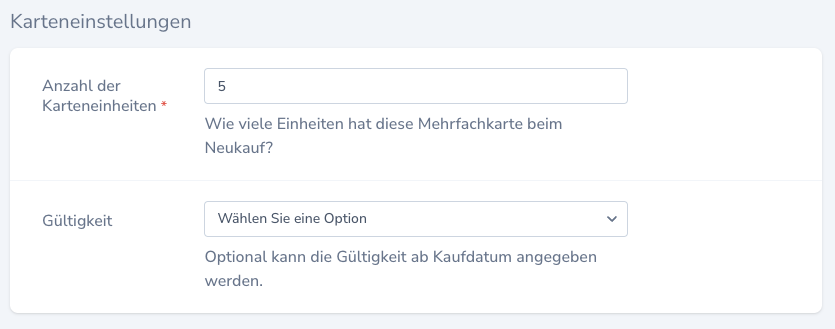 Karteneinstellungen
Anzahl der
Karteneinheiten *
5
Wie viele Einheiten hat diese Mehrfachkarte beim
Neukauf?
Gültigkeit
Wählen Sie eine Option
Optional kann die Gültigkeit ab Kaufdatum angegeben
werden.